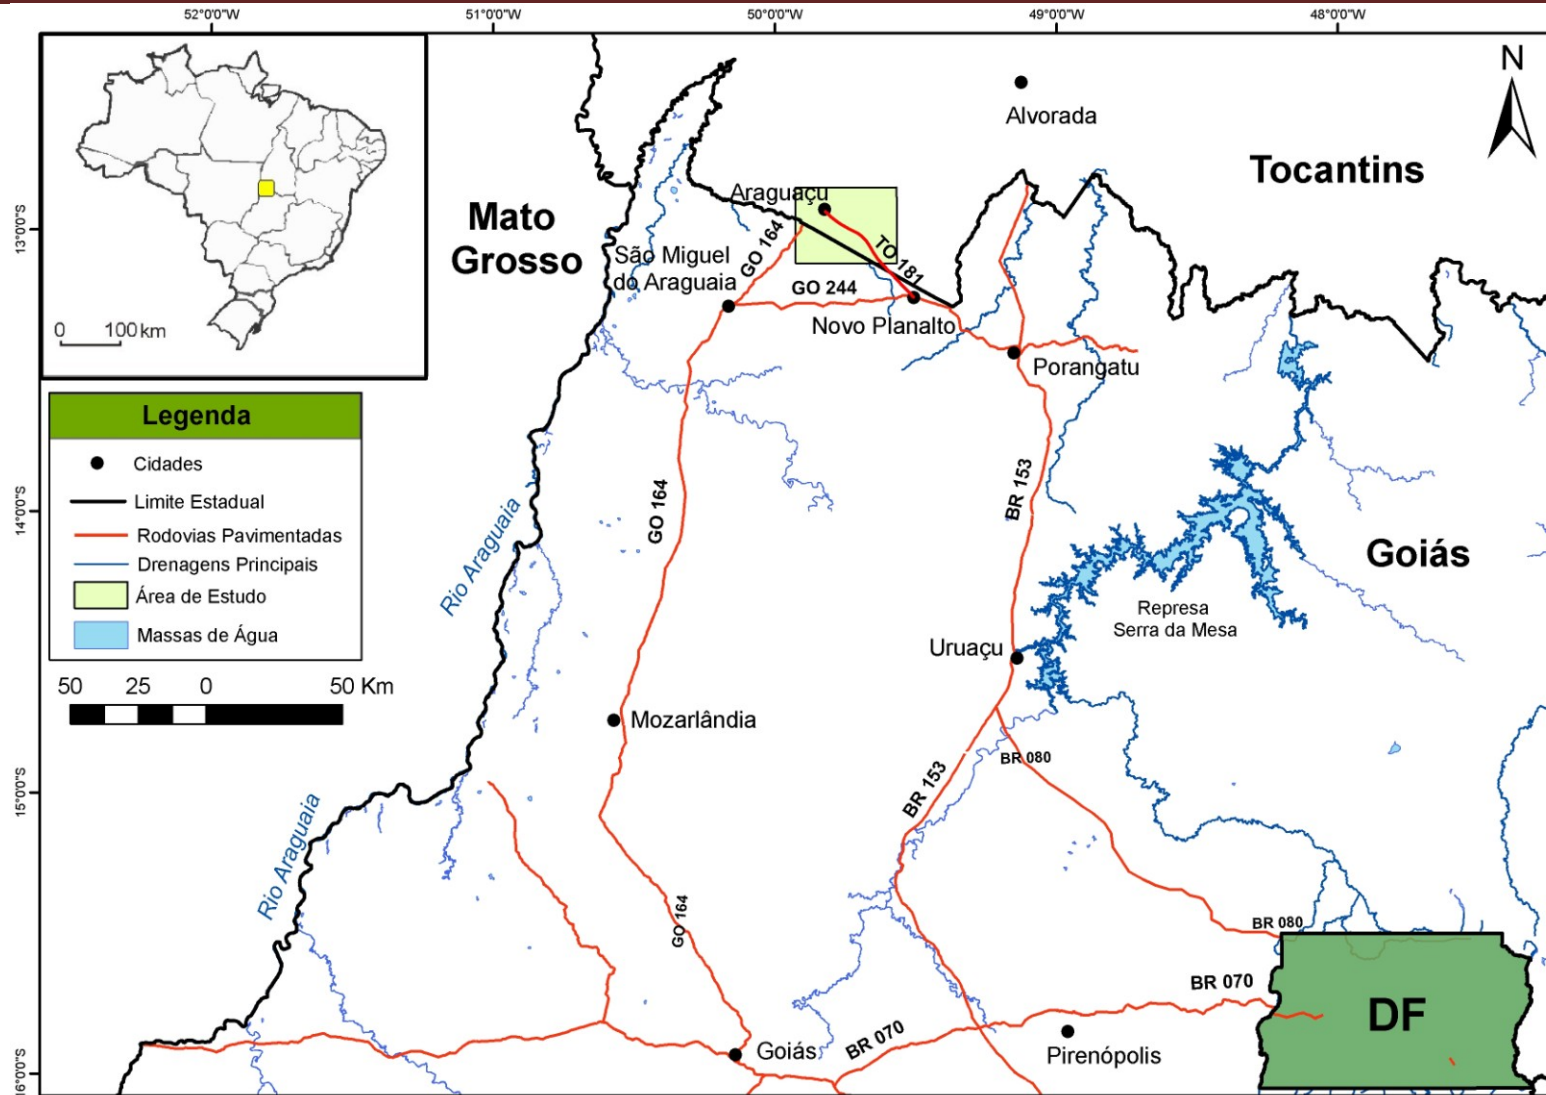 52°0'0"W
51°0'0"W
50°0'0"W
49°0'0"W
48°0'0"W
N
Alvorada
Tocantins
Araguaçu
Mato
Grosso
13°0'0"S
São Miguel
do Araguaia
GO 164
TO 181
GO 244
Novo Planalto
Porangatu
0
100 km
Legenda
Cidades
Limite Estadual
Rodovias Pavimentadas
Drenagens Principais
Área de Estudo
Massas de Água
50 25 0 50 Km
14°0'0"S
GO 164
BR 153
Rio Araguaia
Goiás
Represa
Serra da Mesa
Uruaçu
Mozarlândia
BR 080
BR 153
15°0'0"S
Rio Araguaia
GO 164
BR 080
BR 070
DF
BR 070
Goiás
Pirenópolis
16°0'0"S